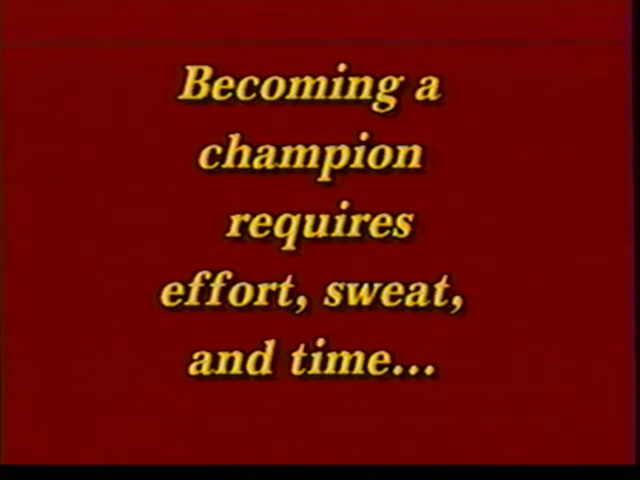 Becoming a
champion
requires
effort, sweat,
and time...